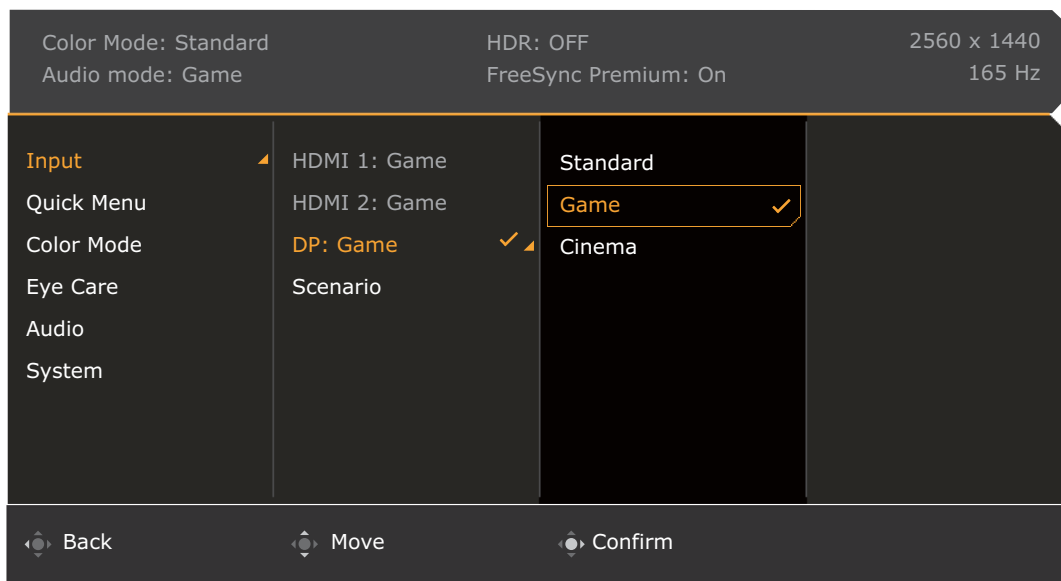 Color Mode: Standard
HDR: OFF
2560 x 1440
Audio mode: Game
FreeSync Premium: On
165 Hz
Input
Quick Menu
Color Mode
Eye Care
Audio
System
HDMI 1: Game
HDMI 2: Game
DP: Game
Scenario
Standard
Game
Cinema
Back
Move
Confirm